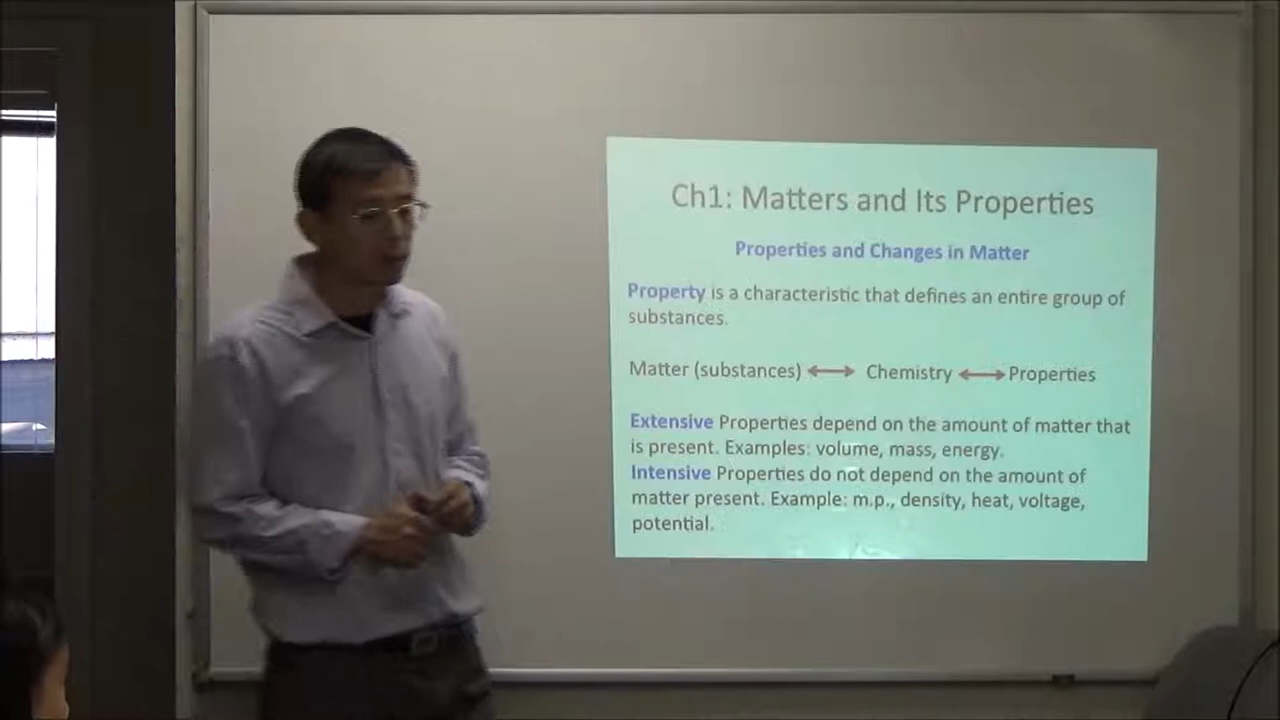 Ch1: Matters and Its Properties
Properties and Changes in Matter
Property is a characteristic that defines an entire group of
substances.
Matter (substances) ⟷ Chemistry ⟷ Properties
Extensive Properties depend on the amount of matter that
is present. Examples: volume, mass, energy.
Intensive Properties do not depend on the amount of
matter present. Example: m.p., density, heat, voltage,
potential.